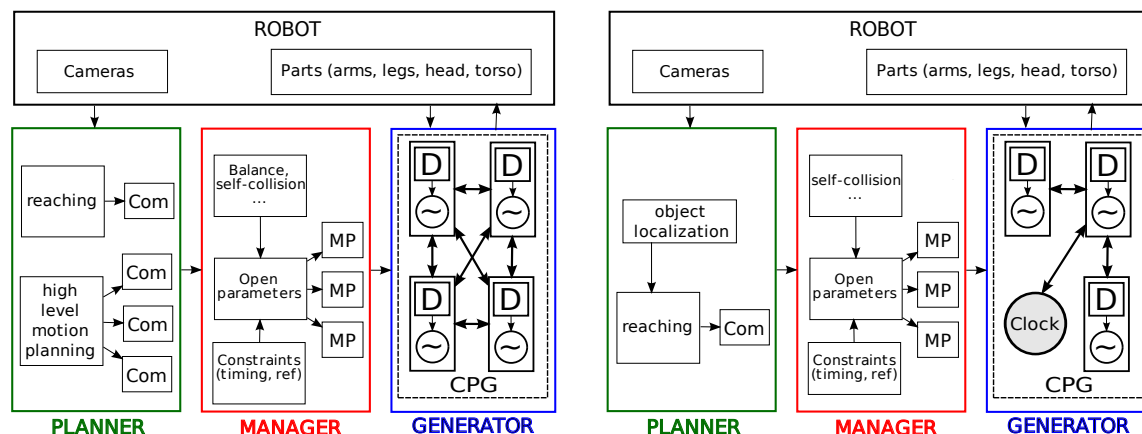 ROBOT
Cameras
Parts (arms, legs, head, torso)
reaching
Com
high
level
motion
planning
Com
Com
Com
PLANNER
Balance,
self-collision
...
Open
parameters
MP
MP
MP
Constraints
(timing, ref)
MANAGER
D
~
D
~
D
~
D
~
CPG
GENERATOR
ROBOT
Cameras
Parts (arms, legs, head, torso)
object
localization
reaching
Com
PLANNER
self-collision
...
Open
parameters
MP
MP
MP
Constraints
(timing, ref)
MANAGER
D
~
D
~
Clock
D
~
CPG
GENERATOR